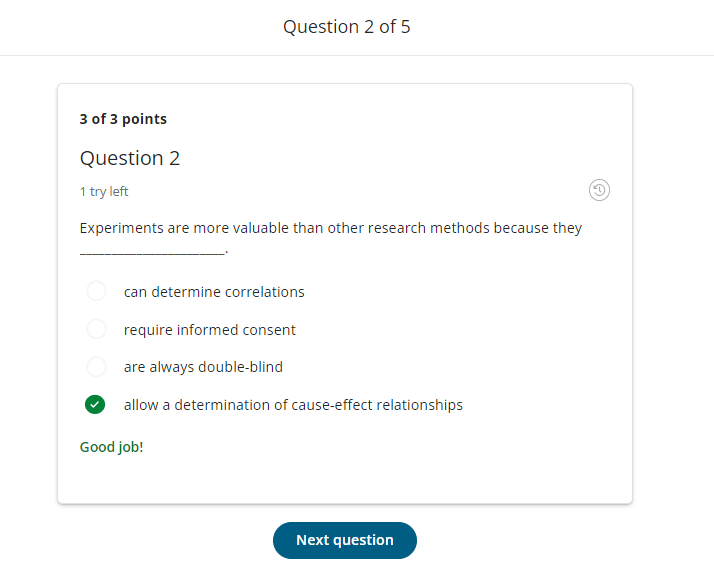 Question 2 of 5
3 of 3 points
Question 2
1 try left
Experiments are more valuable than other research methods because they
______________________.
can determine correlations
require informed consent
are always double-blind
allow a determination of cause-effect relationships
Good job!
Next question